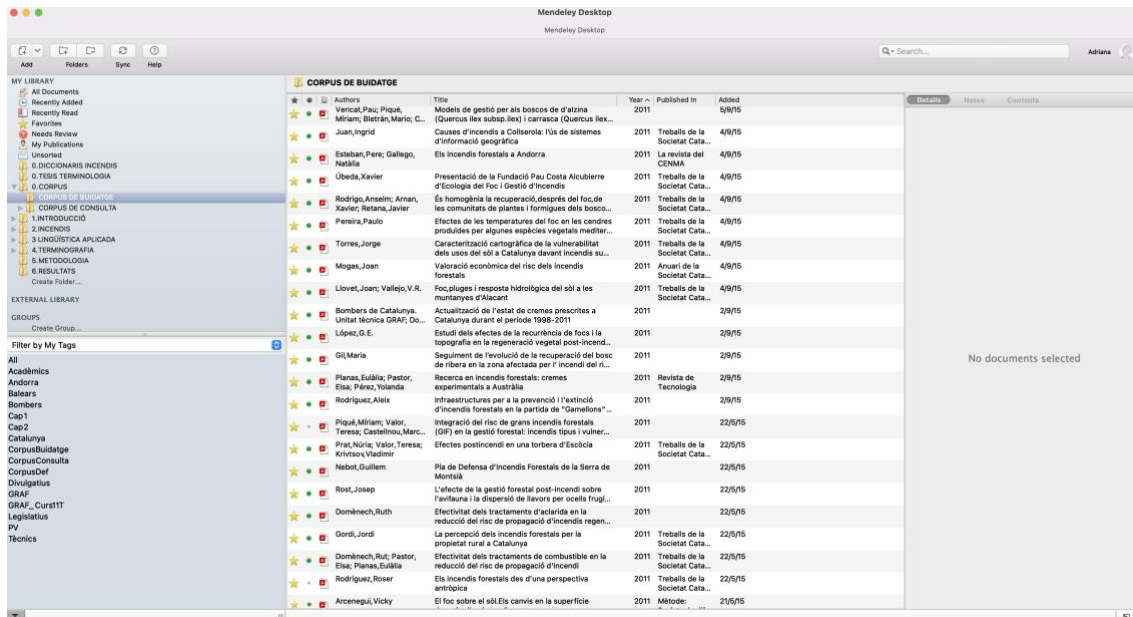 Mendeley Desktop
Mendeley Desktop
Search...
Adriana
Add Folders Sync Help
MY LIBRARY
All Documents
Recently Added
Recently Read
Favorites
Needs Review
My Publications
Unsorted
0.DICCIONARIS INCENDIS
0.TESIS TERMINOLOGIA
0.CORPUS
CORPUS DE BUIDATGE
CORPUS DE CONSULTA
1.INTRODUCCIÓ
2.INCENDIS
3 LINGÜÍSTICA APLICADA
4.TERMINOGRAFIA
5.METODOLOGIA
6.RESULTATS
Create Folder...
EXTERNAL LIBRARY
GROUPS
Create Group...
Filter by My Tags
All
Acadèmics
Andorra
Balears
Bombers
Cap1
Cap2
Catalunya
CorpusBuidatge
CorpusConsulta
CorpusDef
Divulgatius
GRAF
GRAF_Curs11T
Legislatius
PV
Tècnics
CORPUS DE BUIDATGE
Authors Title Year Published In Added
Vericat,Pau; Piqué, Models de gestió per als boscos de d'alzina 2011 5/9/15
Míriam; Bletrán,Mario; C... (Quercus ilex subsp.ilex) i carrasca (Quercus ilex...
Juan,Ingrid Causes d'incendis a Collserola: l'ús de sistemes 2011 Treballs de la 4/9/15
d'informació geogràfica Societat Cata...
Esteban,Pere; Gallego, Els incendis forestals a Andorra 2011 La revista del 4/9/15
Natàlia CENMA
Úbeda,Xavier Presentació de la Fundació Pau Costa Alcubierre 2011 Treballs de la 4/9/15
d'Ecologia del Foc i Gestió d'Incendis Societat Cata...
Rodrigo,Anselm; Arnan, És homogènia la recuperació,després del foc,de 2011 Treballs de la 4/9/15
Xavier; Retana,Javier les comunitats de plantes i formigues dels bosco... Societat Cata...
Pereira,Paulo Efectes de les temperatures del foc en les cendres 2011 Treballs de la 4/9/15
produïdes per algunes espècies vegetals mediter... Societat Cata...
Torres,Jorge Caracterització cartogràfica de la vulnerabilitat 2011 Treballs de la 4/9/15
dels usos del sòl a Catalunya davant incendis su... Societat Cata...
Mogas,Joan Valoració econòmica del risc dels incendis 2011 Anuari de la 4/9/15
forestals Societat Cata...
Llovet,Joan; Vallejo,V.R. Foc,pluges i resposta hidrològica del sòl a les 2011 Treballs de la 4/9/15
muntanyes d'Alacant Societat Cata...
Bombers de Catalunya. Actualització de l'estat de cremes prescrites a 2011 2/9/15
Unitat tècnica GRAF; Do... Catalunya durant el període 1998-2011
López,G.E. Estudi dels efectes de la recurrència de focs i la 2011 2/9/15
topografia en la regeneració vegetal post-incend...
Gil,Maria Seguiment de l'evolució de la recuperació del bosc 2011 2/9/15
de ribera en la zona afectada per l' incendi del ri...
Planas,Eulàlia; Pastor, Recerca en incendis forestals: cremes 2011 Revista de 2/9/15
Elsa; Pérez,Yolanda experimentals a Austràlia Tecnologia
Rodríguez,Aleix Infraestructures per a la prevenció i l'extinció 2011 2/9/15
d'incendis forestals en la partida de "Gamellons"...
Piqué,Míriam; Valor, Integració del risc de grans incendis forestals 2011 22/5/15
Teresa; Castellnou,Marc... (GIF) en la gestió forestal: incendis tipus i vulner...
Prat,Núria; Valor,Teresa; Efectes postincendi en una torbera d'Escòcia 2011 Treballs de la 22/5/15
Krivtsov,Vladimir Societat Cata...
Nebot,Guillem Pla de Defensa d'Incendis Forestals de la Serra de 2011 22/5/15
Montsià
Rost,Josep L'efecte de la gestió forestal post-incendi sobre 2011 22/5/15
l'avifauna i la dispersió de llavors per ocells frugí...
Domènech,Ruth Efectivitat dels tractaments d'aclarida en la 2011 22/5/15
reducció del risc de propagació d'incendis regen...
Gordi,Jordi La percepció dels incendis forestals per la 2011 Treballs de la 22/5/15
propietat rural a Catalunya Societat Cata...
Domènech,Rut; Pastor, Efectivitat dels tractaments de combustible en la 2011 Treballs de la 22/5/15
Elsa; Planas,Eulàlia reducció del risc de propagació d'incendi Societat Cata...
Rodríguez,Roser Els incendis forestals des d'una perspectiva 2011 Treballs de la 22/5/15
antròpica Societat Cata...
Arcenegui,Vicky El foc sobre el sòl.Els canvis en la superfície 2011 Mètode: 21/5/15
Details Notes Contents
No documents selected